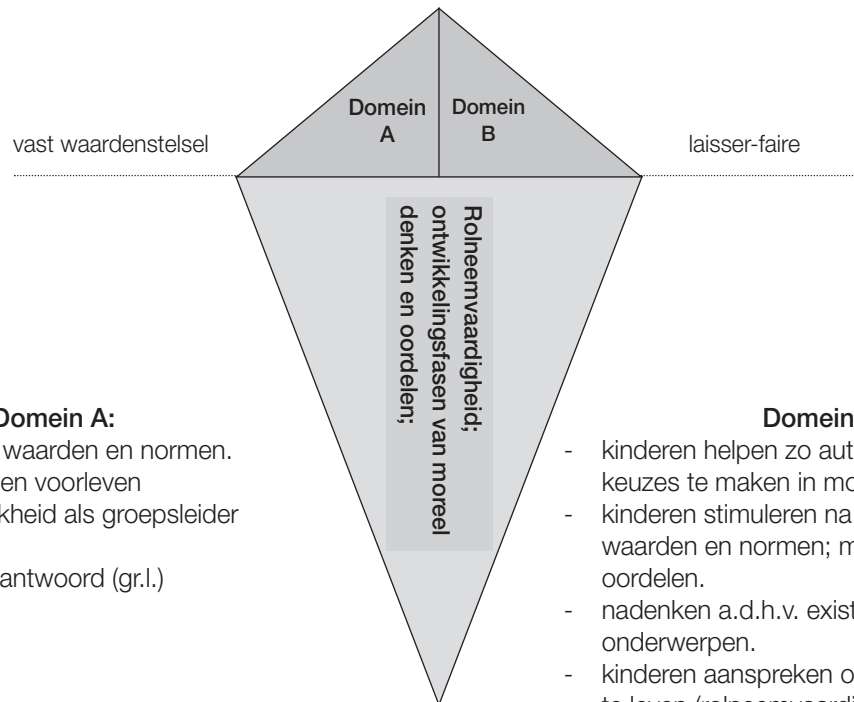 Domein
A
Domein
B
vast waardenstelsel
laisser-faire
Rolneemvaardigheid;
ontwikkelingsfasen van moreel
denken en oordelen;
Domein A:
waarden en normen.
en voorleven
kheid als groepsleider
antwoord (gr.l.)
Domein
- kinderen helpen zo aut
keuzes te maken in mo
- kinderen stimuleren na
waarden en normen; m
oordelen.
- nadenken a.d.h.v. exist
onderwerpen.
- kinderen aanspreken o